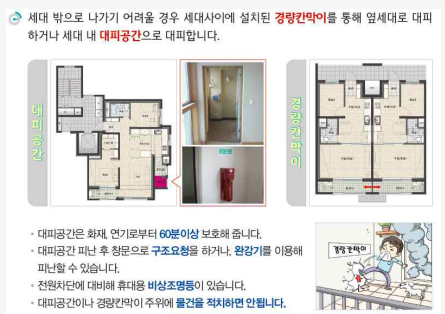 세대 밖으로 나가기 어려울 경우 세대사이에 설치된 경량칸막이를 통해 옆세대로 대피
하거나 세대 내 대피공간으로 대피합니다.
대피공간
경량칸막이
· 대피공간은 화재, 연기로부터 60분이상 보호해 줍니다.
· 대피공간 피난 후 창문으로 구조요청을 하거나, 완강기를 이용해
피난할 수 있습니다.
· 전원차단에 대비해 휴대용 비상조명등이 있습니다.
· 대피공간이나 경량칸막이 주위에 물건을 적치하면 안됩니다.
경량칸막이